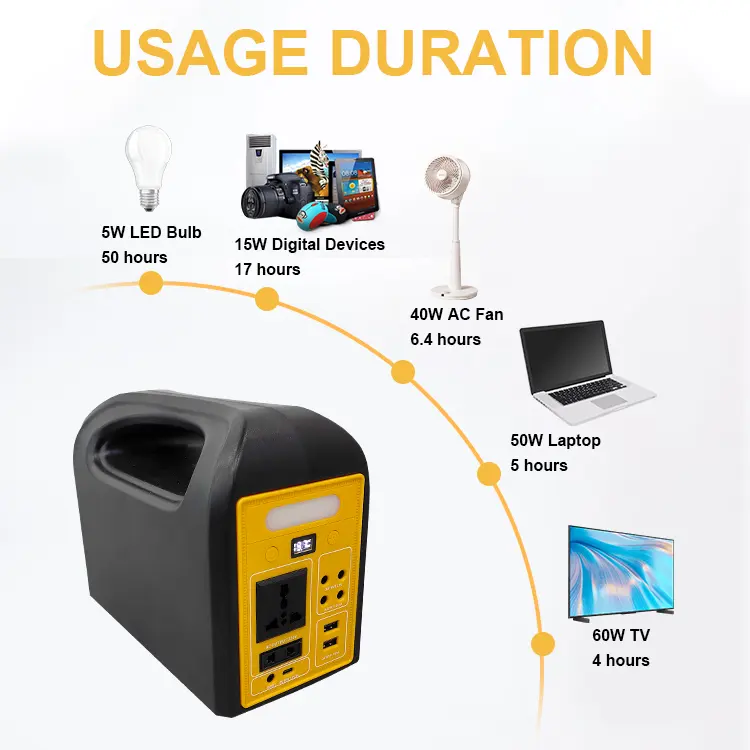 USAGE DURATION
5W LED Bulb
50 hours
15W Digital Devices
17 hours
40W AC Fan
6.4 hours
50W Laptop
5 hours
60W TV
4 hours